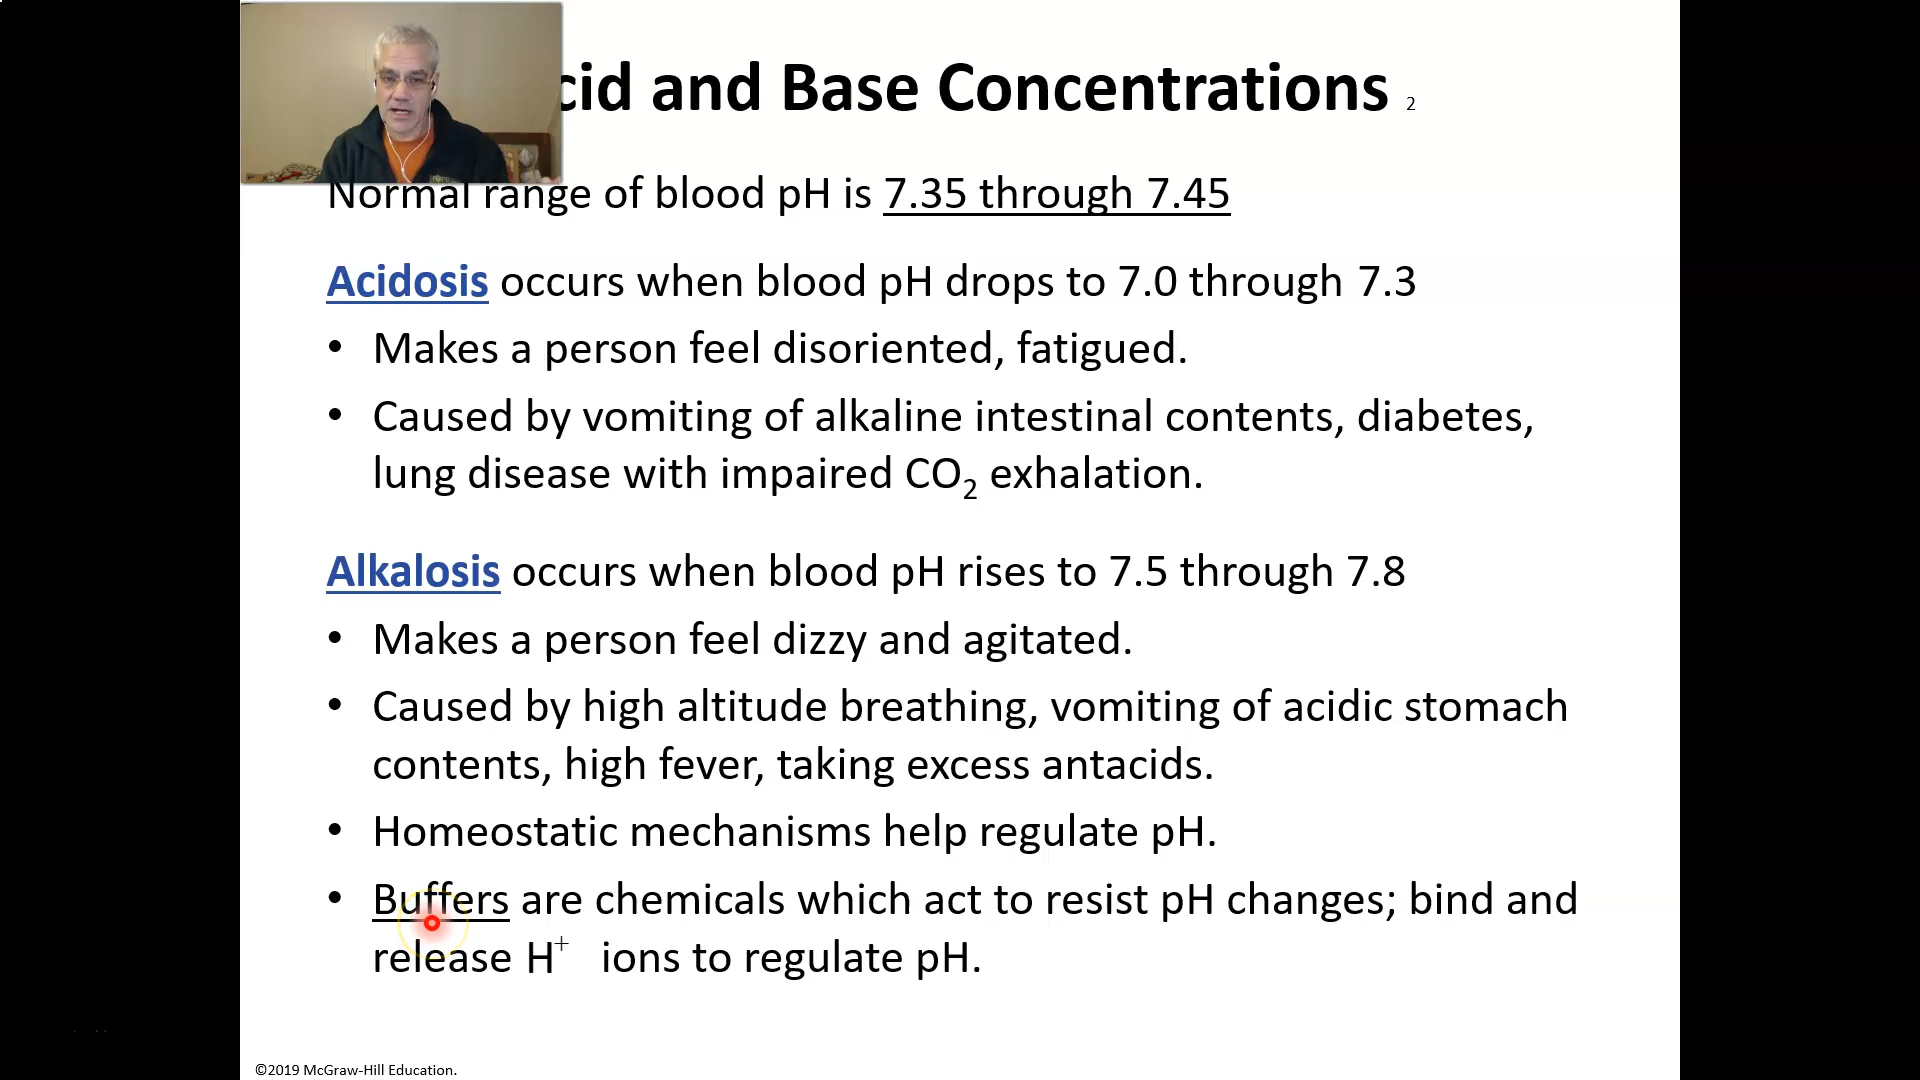 cid and Base Concentrations 2
Normal range of blood pH is 7.35 through 7.45
Acidosis occurs when blood pH drops to 7.0 through 7.3
• Makes a person feel disoriented, fatigued.
• Caused by vomiting of alkaline intestinal contents, diabetes,
lung disease with impaired CO₂ exhalation.
Alkalosis occurs when blood pH rises to 7.5 through 7.8
• Makes a person feel dizzy and agitated.
• Caused by high altitude breathing, vomiting of acidic stomach
contents, high fever, taking excess antacids.
• Homeostatic mechanisms help regulate pH.
• Buffers are chemicals which act to resist pH changes; bind and
release H⁺ ions to regulate pH.
©2019 McGraw-Hill Education.